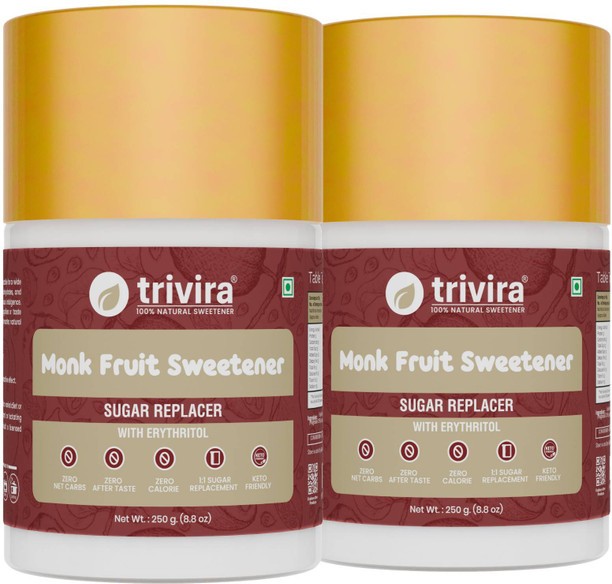 trivira®
100% NATURAL SWEETENER
Monk Fruit Sweetener
SUGAR REPLACER
WITH ERYTHRITOL
ZERO NET CARBS
ZERO AFTER TASTE
ZERO CALORIE
1:1 SUGAR REPLACEMENT
KETO FRIENDLY
Net Wt. : 250 g. (8.8 oz)
trivira®
100% NATURAL SWEETENER
Monk Fruit Sweetener
SUGAR REPLACER
WITH ERYTHRITOL
ZERO NET CARBS
ZERO AFTER TASTE
ZERO CALORIE
1:1 SUGAR REPLACEMENT
KETO FRIENDLY
Net Wt. : 250 g. (8.8 oz)